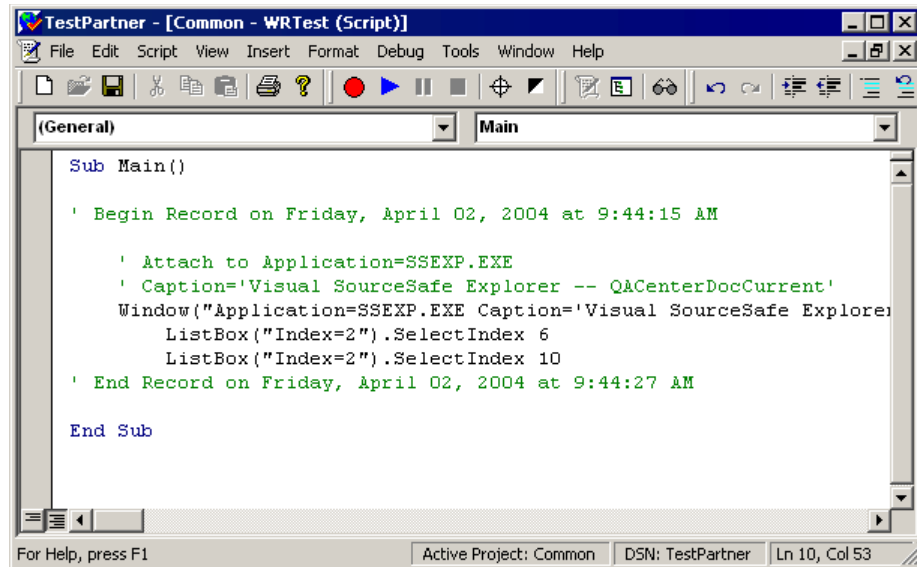 TestPartner - [Common - WRTest (Script)]
File Edit Script View Insert Format Debug Tools Window Help
(General) Main
Sub Main()
' Begin Record on Friday, April 02, 2004 at 9:44:15 AM
' Attach to Application=SSEXP.EXE
' Caption='Visual SourceSafe Explorer -- QACenterDocCurrent'
Window("Application=SSEXP.EXE Caption='Visual SourceSafe Explorer
ListBox("Index=2").SelectIndex 6
ListBox("Index=2").SelectIndex 10
' End Record on Friday, April 02, 2004 at 9:44:27 AM
End Sub
For Help, press F1 Active Project: Common DSN: TestPartner Ln 10, Col 53